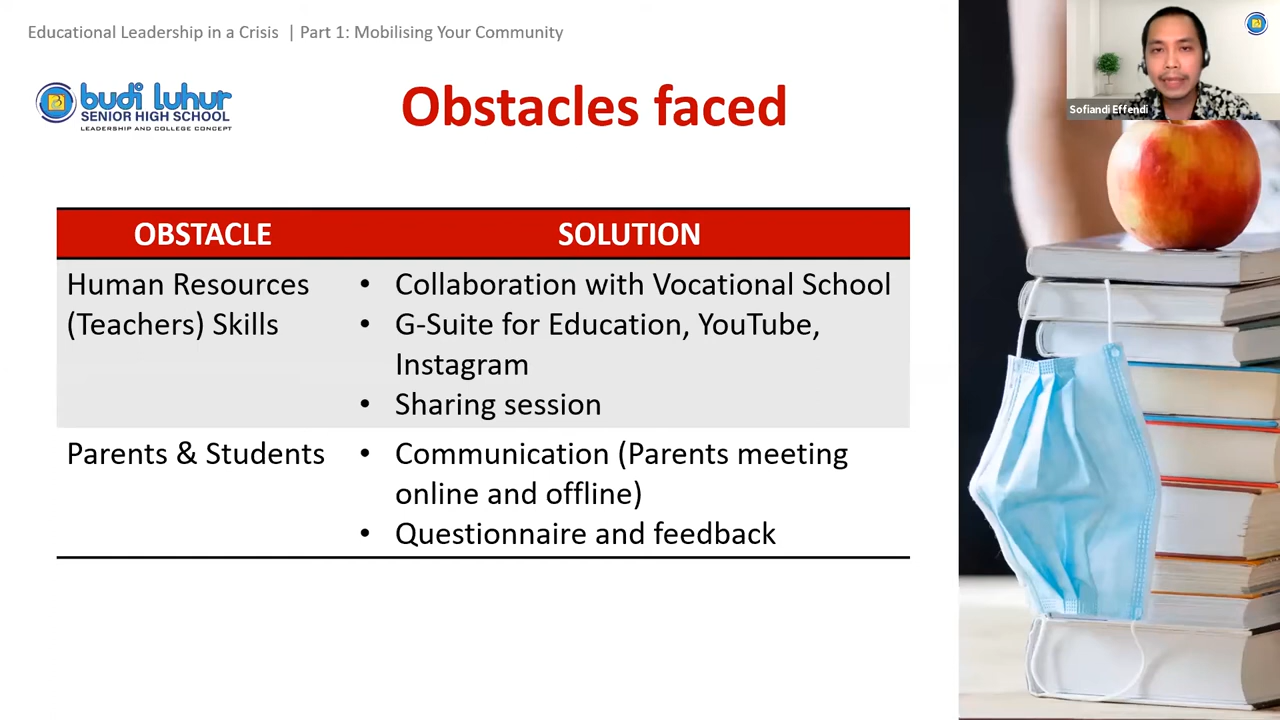 Educational Leadership in a Crisis | Part 1: Mobilising Your Community
budi luhur
SENIOR HIGH SCHOOL
LEADERSHIP AND COLLEGE CONCEPT
Obstacles faced
Sofiandi Effendi
OBSTACLE SOLUTION
Human Resources • Collaboration with Vocational School
(Teachers) Skills • G-Suite for Education, YouTube,
Instagram
• Sharing session
Parents & Students • Communication (Parents meeting
online and offline)
• Questionnaire and feedback